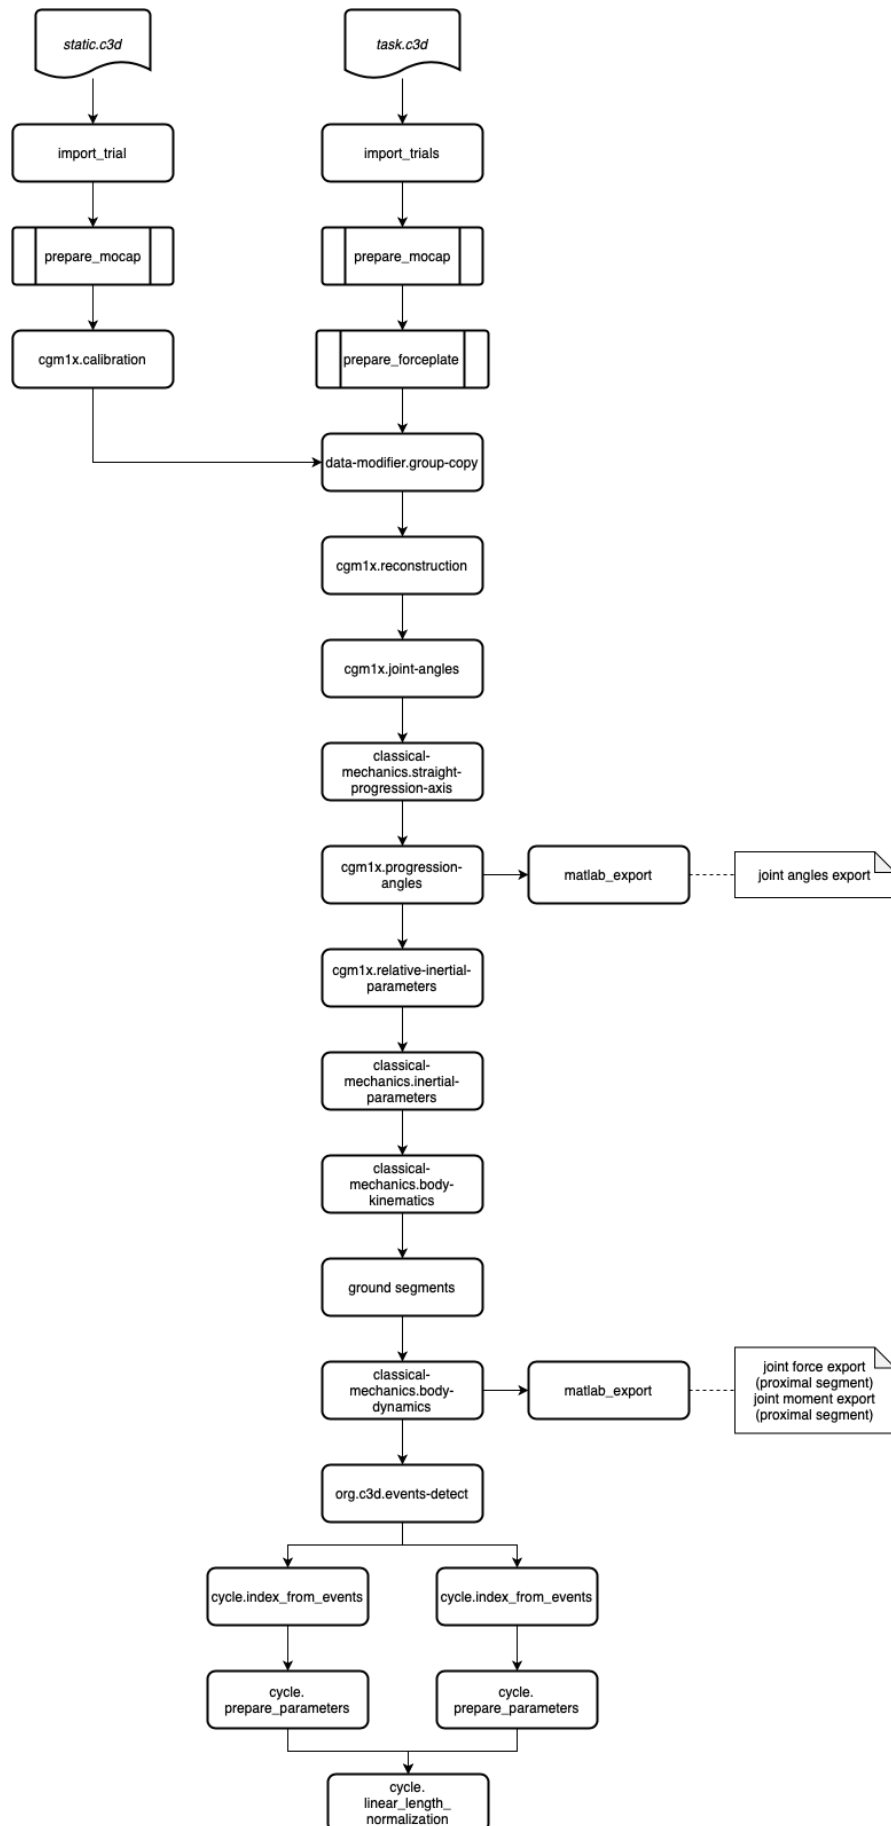 static.c3d
task.c3d
import_trial
import_trials
prepare_mocap
prepare_mocap
cgm1x.calibration
prepare_forceplate
data-modifier.group-copy
cgm1x.reconstruction
cgm1x.joint-angles
classical-
mechanics.straight-
progression-axis
cgm1x.progression-
angles
matlab_export
joint angles export
cgm1x.relative-inertial-
parameters
classical-
mechanics.inertial-
parameters
classical-
mechanics.body-
kinematics
ground segments
classical-
mechanics.body-
dynamics
matlab_export
joint force export
(proximal segment)
joint moment export
(proximal segment)
org.c3d.events-detect
cycle.index_from_events
cycle.index_from_events
cycle.
prepare_parameters
cycle.
prepare_parameters
cycle.
linear_length_
normalization